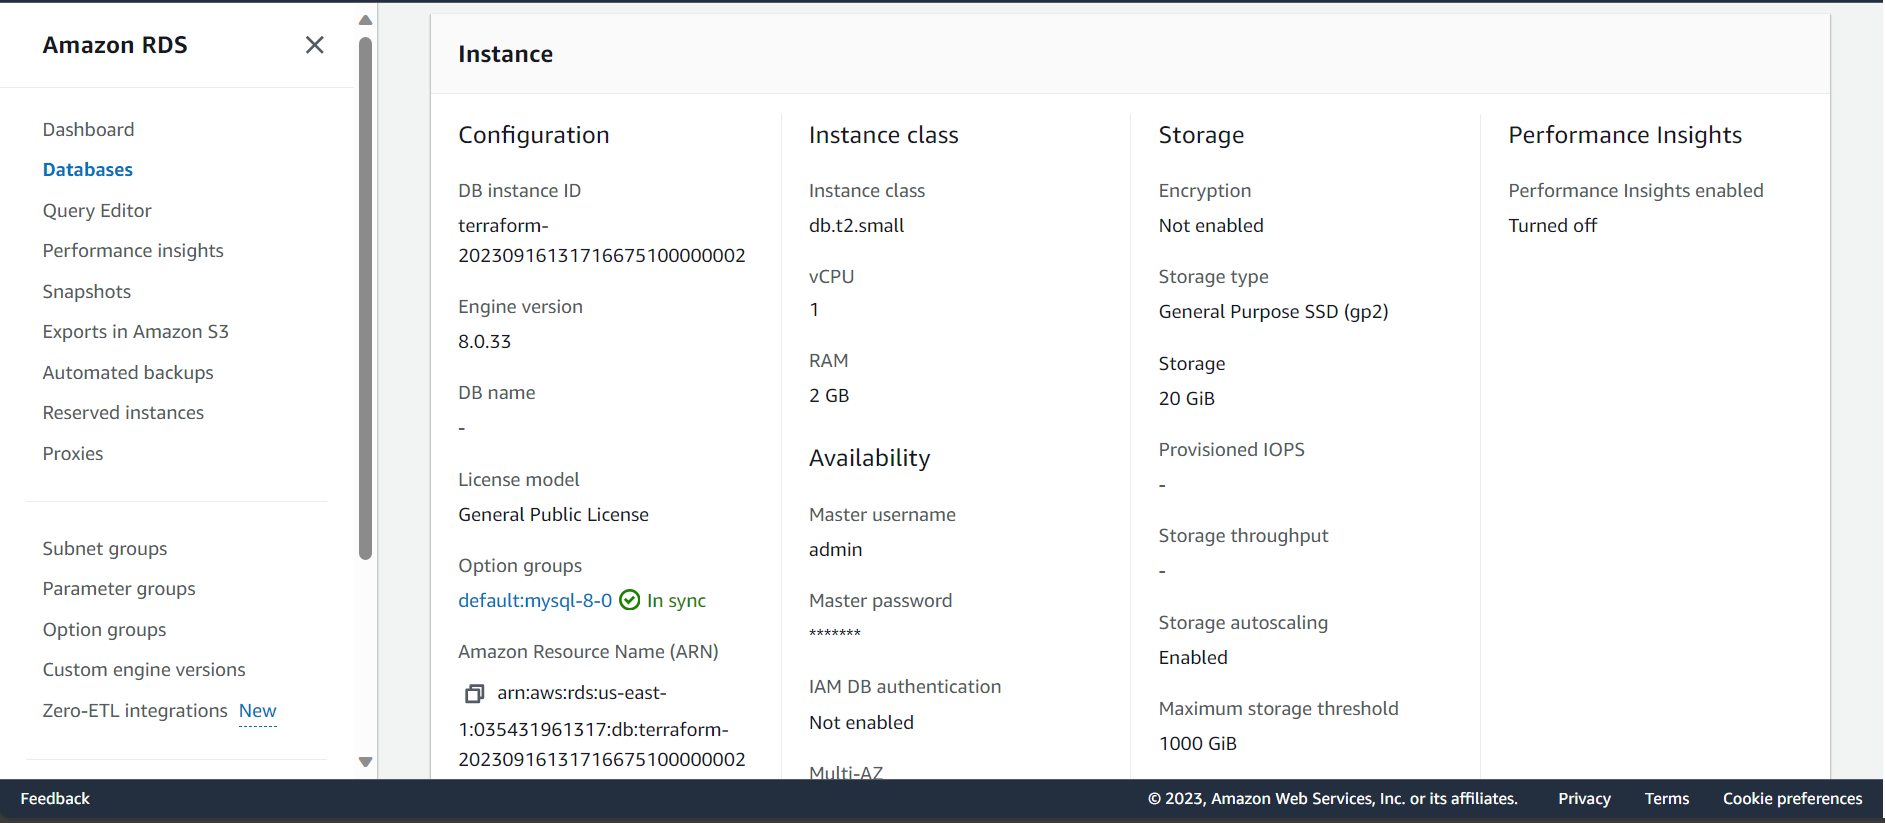 Amazon RDS
Dashboard
Databases
Query Editor
Performance insights
Snapshots
Exports in Amazon S3
Automated backups
Reserved instances
Proxies
Subnet groups
Parameter groups
Option groups
Custom engine versions
Zero-ETL integrations New
Instance
Configuration
DB instance ID
terraform-
20230916131716675100000002
Engine version
8.0.33
DB name
-
License model
General Public License
Option groups
default:mysql-8-0 In sync
Amazon Resource Name (ARN)
arn:aws:rds:us-east-
1:035431961317:db:terraform-
20230916131716675100000002
Instance class
Instance class
db.t2.small
vCPU
1
RAM
2 GB
Availability
Master username
admin
Master password
*******
IAM DB authentication
Not enabled
Multi-AZ
Storage
Encryption
Not enabled
Storage type
General Purpose SSD (gp2)
Storage
20 GiB
Provisioned IOPS
-
Storage throughput
-
Storage autoscaling
Enabled
Maximum storage threshold
1000 GiB
Performance Insights
Performance Insights enabled
Turned off
Feedback
© 2023, Amazon Web Services, Inc. or its affiliates. Privacy Terms Cookie preferences